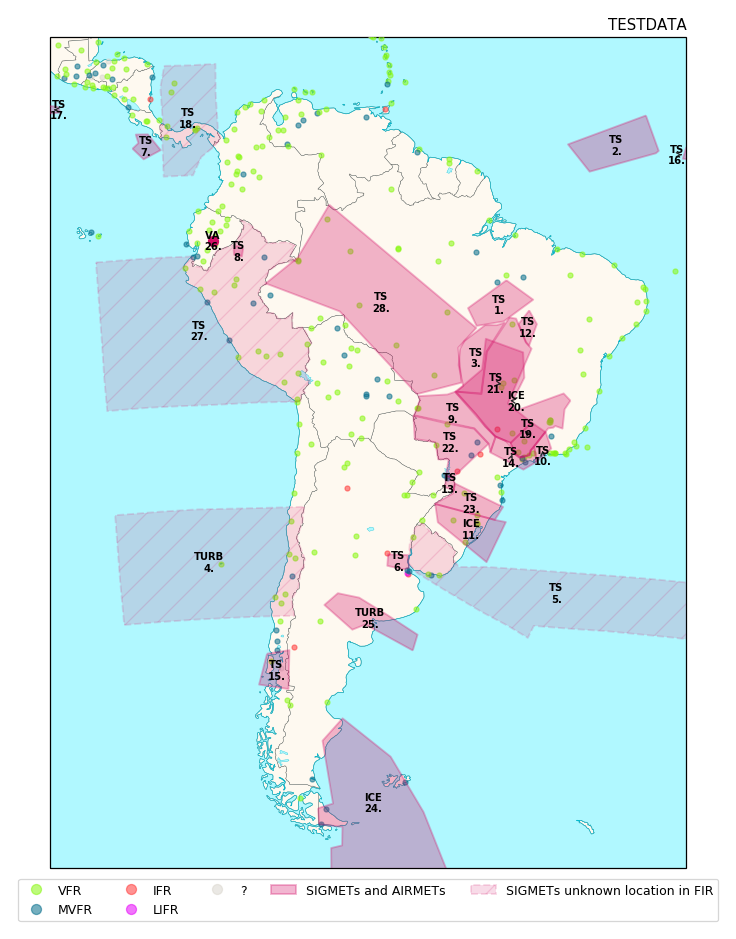 TESTDATA
TS
17.
TS
18.
TS
7.
TS
2.
TS
16.
VA
26.
TS
8.
TS
28.
TS
1.
TS
12.
TS
27.
TS
3.
TS
21.
ICE
20.
TS
9.
TS
19.
TS
22.
TS
14.
TS
10.
TS
13.
TS
23.
ICE
11.
TURB
4.
TS
6.
TS
5.
TURB
25.
TS
15.
ICE
24.
VFR
MVFR
IFR
LIFR
?
SIGMETs and AIRMETs
SIGMETs unknown location in FIR